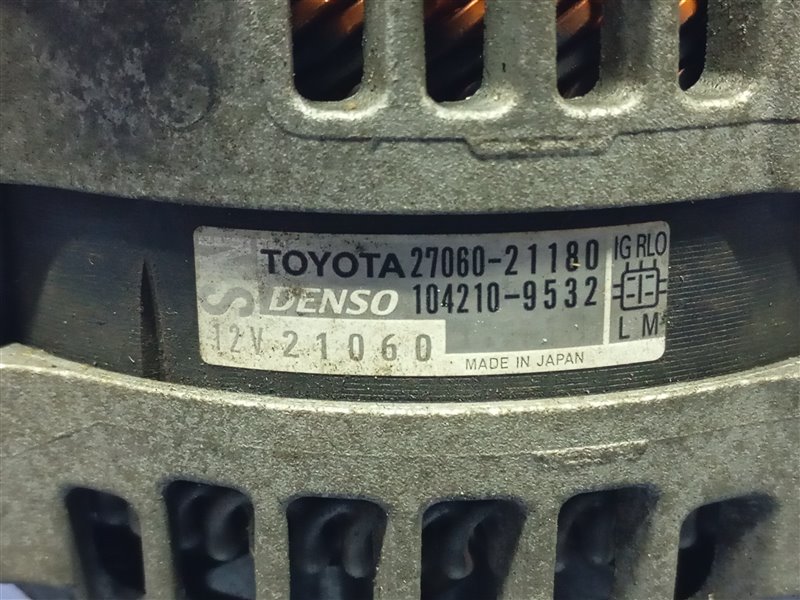 TOYOTA 27060-21180
DENSO 104210-9532
12V 21060
MADE IN JAPAN
IG RLO
L M